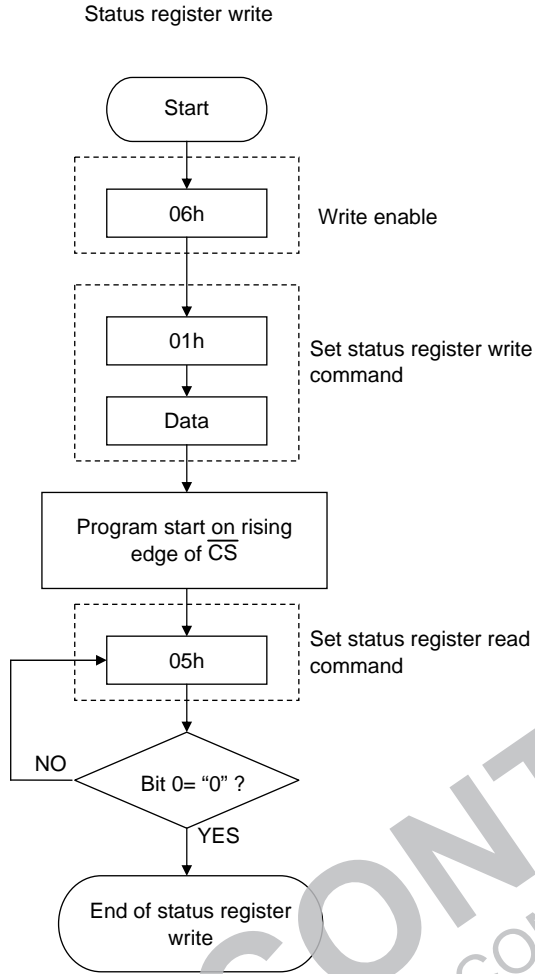 Status register write
Start
06h
Write enable
01h
Set status register write
command
Data
Program start on rising
edge of C̅S̅
05h
Set status register read
command
NO
Bit 0= “0” ?
YES
End of status register
write